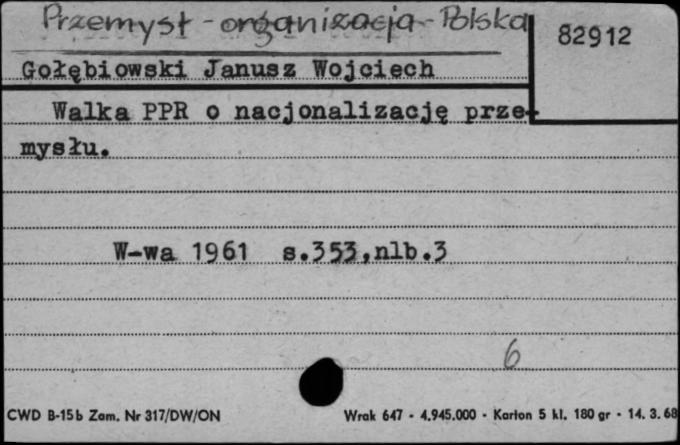 Przemysł - organizacja - Polska
82912
Gołębiowski Janusz Wojciech
Walka PPR o nacjonalizację prze-
mysłu.
W-wa 1961 s.353,nlb.3
6
CWD B-15b Zam. Nr 317/DW/ON Wrak 647 - 4.945.000 - Karton 5 kl. 180 gr - 14. 3. 68